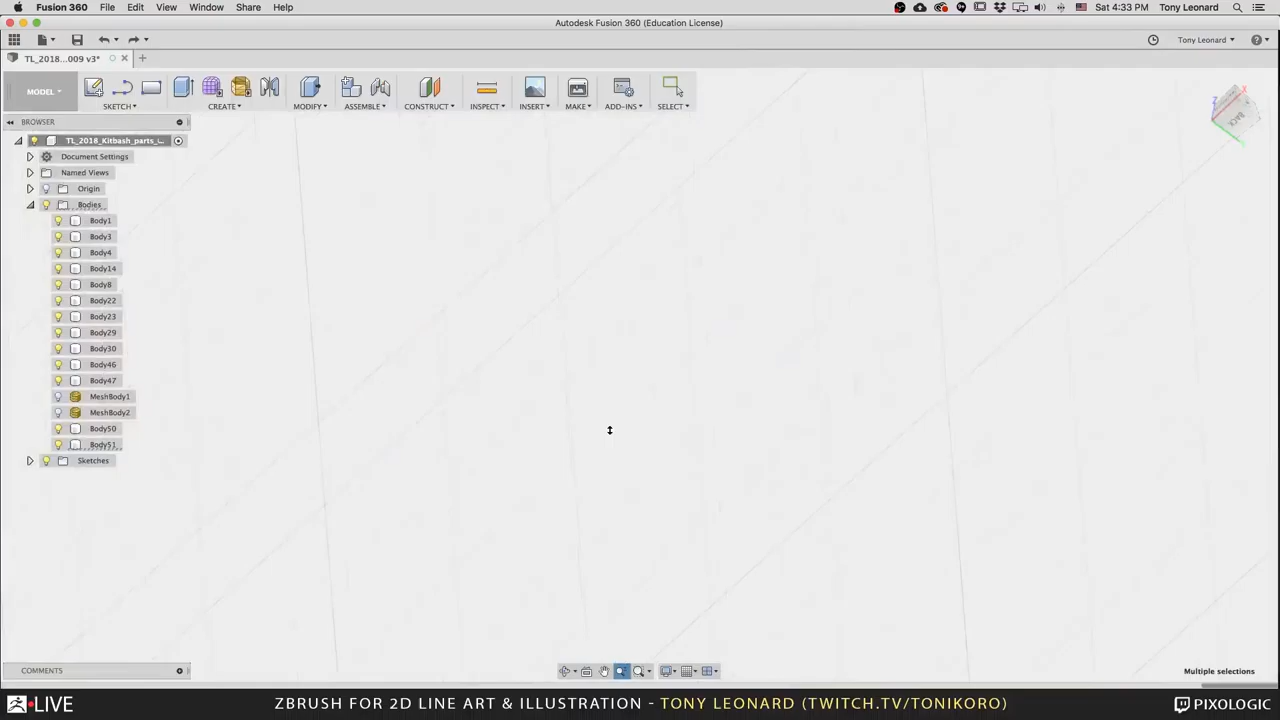 Fusion 360 File Edit View Window Share Help Sat 4:33 PM Tony Leonard
Autodesk Fusion 360 (Education License)
TL_2018...009 v3* Tony Leonard
MODEL SKETCH CREATE MODIFY ASSEMBLE CONSTRUCT INSPECT INSERT MAKE ADD-INS SELECT
BROWSER
TL_2018_Kitbash_parts_i...
Document Settings
Named Views
Origin
Bodies
Body1
Body3
Body4
Body14
Body8
Body22
Body23
Body29
Body30
Body46
Body47
MeshBody1
MeshBody2
Body50
Body51
Sketches
X
Z
BACK
COMMENTS
Multiple selections
LIVE ZBRUSH FOR 2D LINE ART & ILLUSTRATION - TONY LEONARD (TWITCH.TV/TONIKORO) PIXOLOGIC